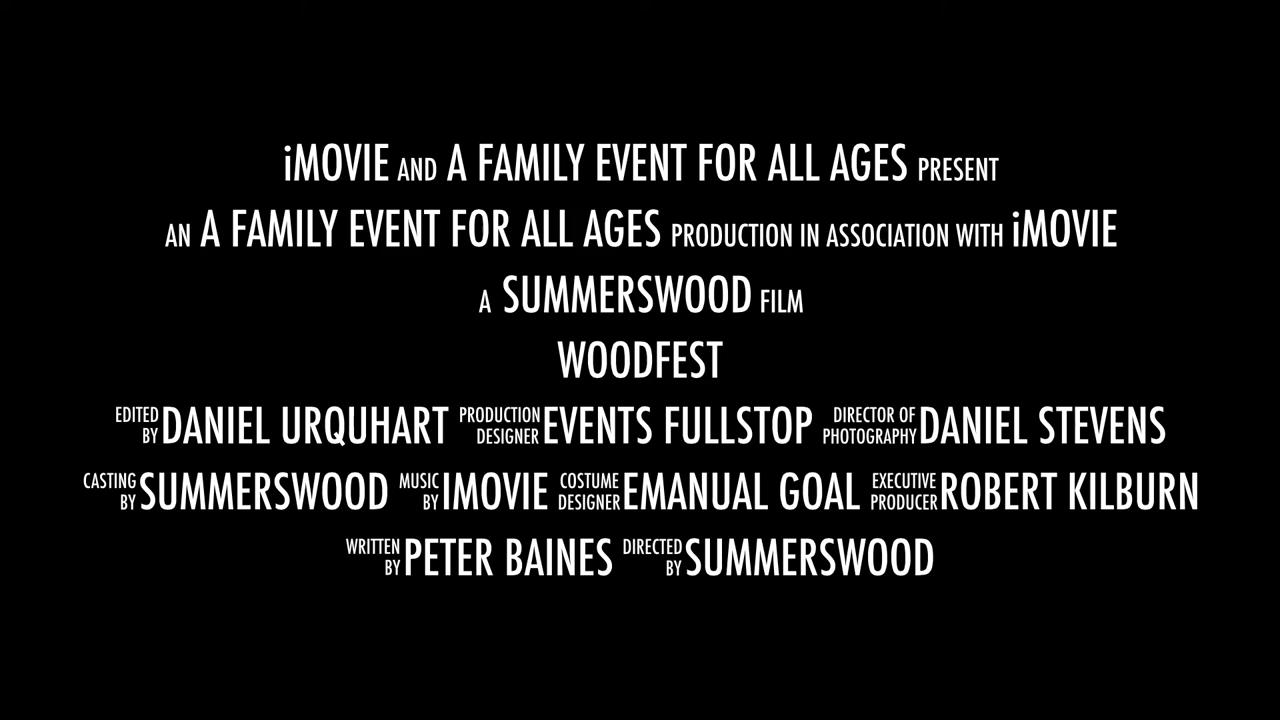 iMOVIE AND A FAMILY EVENT FOR ALL AGES PRESENT
AN A FAMILY EVENT FOR ALL AGES PRODUCTION IN ASSOCIATION WITH iMOVIE
A SUMMERSWOOD FILM
WOODFEST
EDITED BY DANIEL URQUHART PRODUCTION DESIGNER EVENTS FULLSTOP DIRECTOR OF PHOTOGRAPHY DANIEL STEVENS
CASTING BY SUMMERSWOOD MUSIC BY IMOVIE COSTUME DESIGNER EMANUAL GOAL EXECUTIVE PRODUCER ROBERT KILBURN
WRITTEN BY PETER BAINES DIRECTED BY SUMMERSWOOD